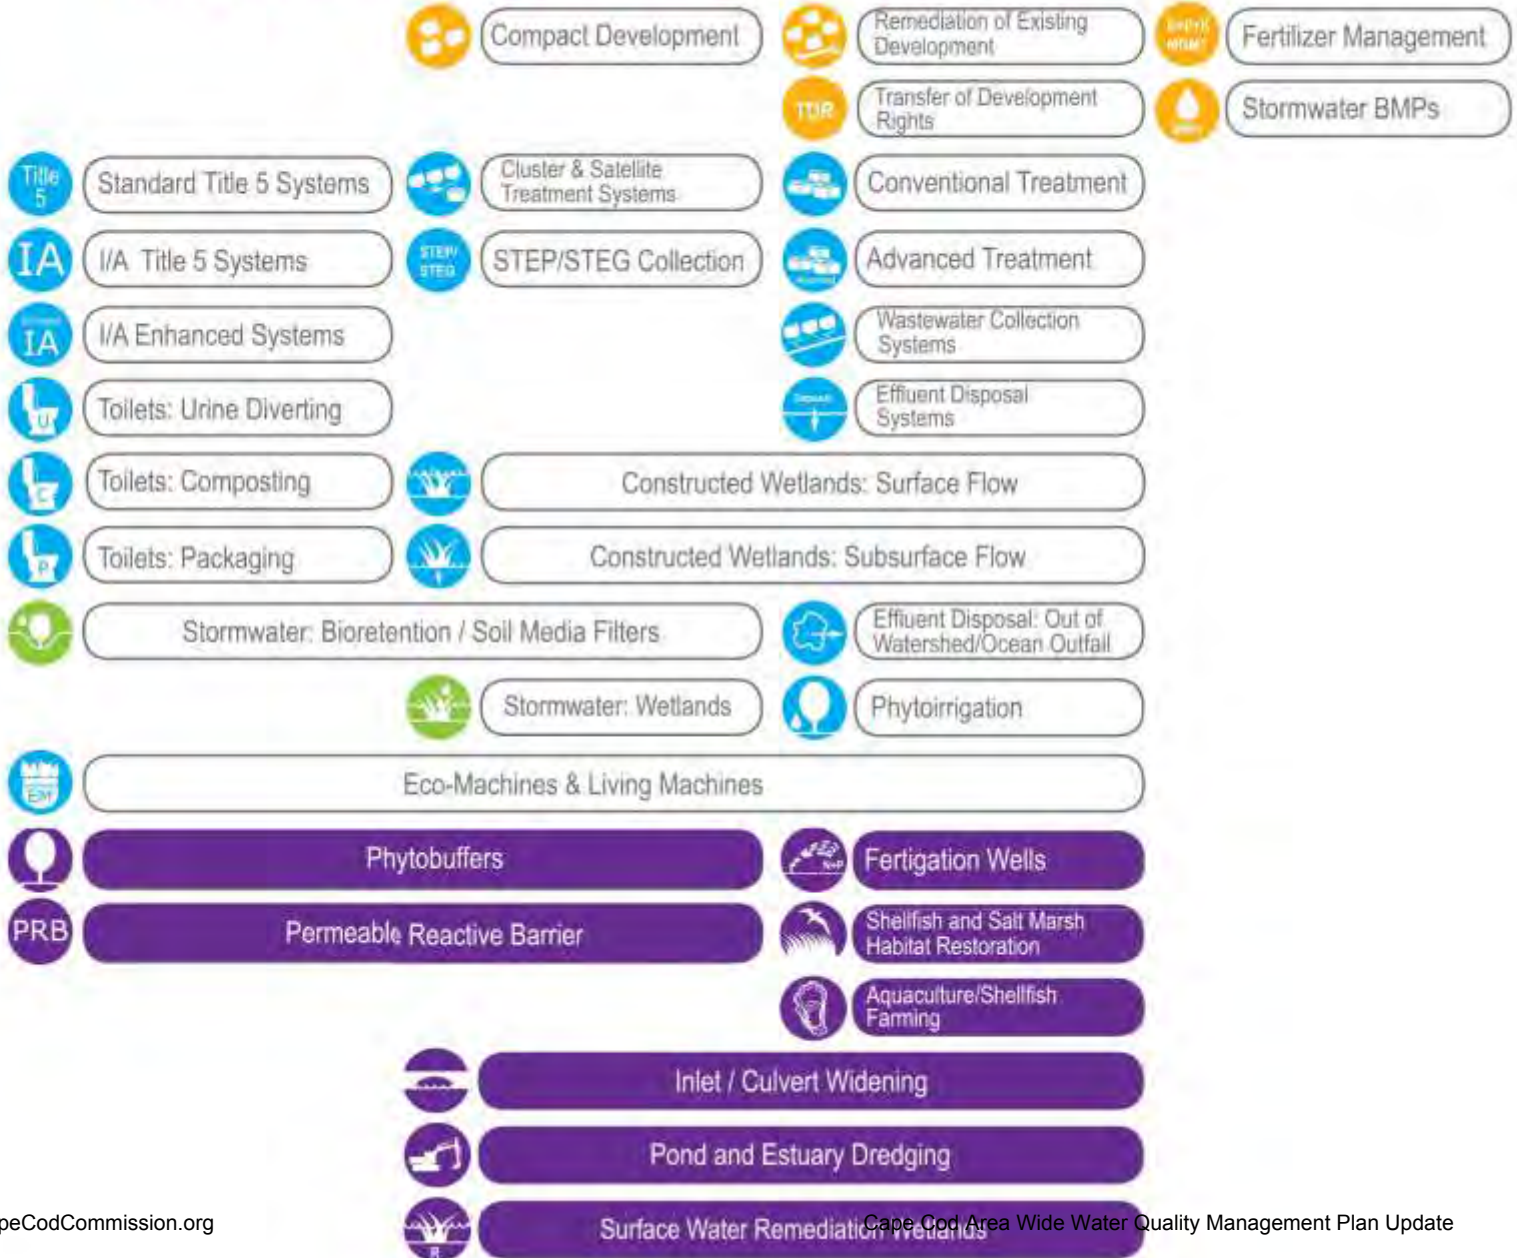 Compact Development
Remediation of Existing
Development
Fertilizer Management
TDR
Transfer of Development
Rights
Stormwater BMPs
Title
5
Standard Title 5 Systems
Cluster & Satellite
Treatment Systems
Conventional Treatment
IA
I/A Title 5 Systems
STEP/
STEG
STEP/STEG Collection
Advanced Treatment
IA
I/A Enhanced Systems
Wastewater Collection
Systems
U
Toilets: Urine Diverting
Effluent Disposal
Systems
C
Toilets: Composting
Constructed Wetlands: Surface Flow
P
Toilets: Packaging
Constructed Wetlands: Subsurface Flow
Stormwater: Bioretention / Soil Media Filters
Effluent Disposal: Out of
Watershed/Ocean Outfall
Stormwater: Wetlands
Phytoirrigation
EM
Eco-Machines & Living Machines
Phytobuffers
N+P
Fertigation Wells
PRB
Permeable Reactive Barrier
Shellfish and Salt Marsh
Habitat Restoration
Aquaculture/Shellfish
Farming
Inlet / Culvert Widening
Pond and Estuary Dredging
R
Surface Water Remediation Wetlands
peCodCommission.org
Cape Cod Area Wide Water Quality Management Plan Update